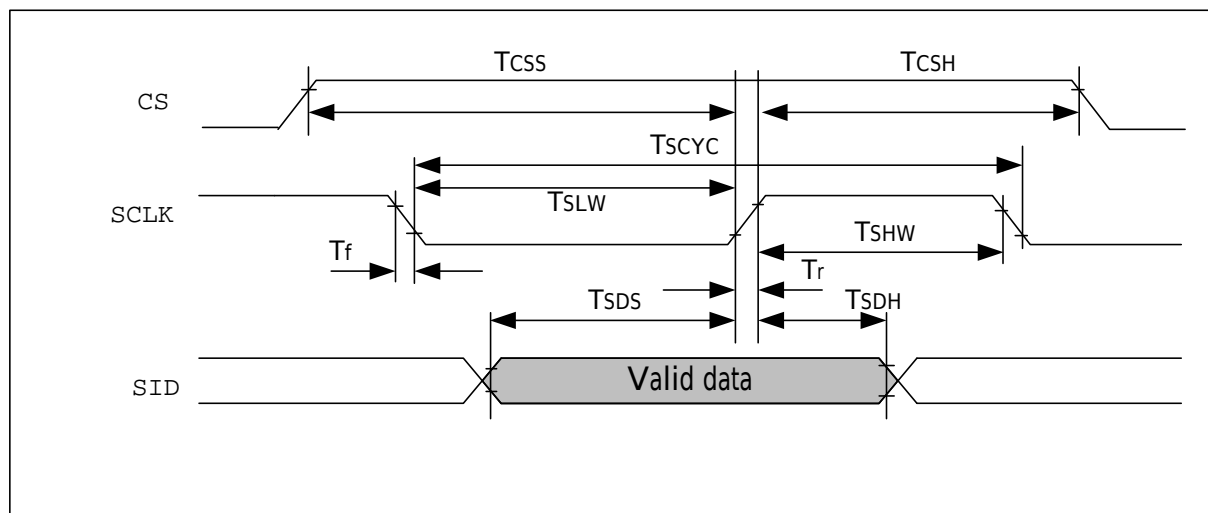 TCSS
TCSH
CS
TSCYC
SCLK
TSLW
TSHW
Tf
Tr
TSDS
TSDH
SID
Valid data